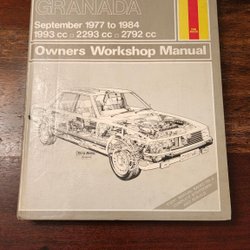 GRANADA
September 1977 to 1984
1993 cc □ 2293 cc □ 2792 cc
Owners Workshop Manual